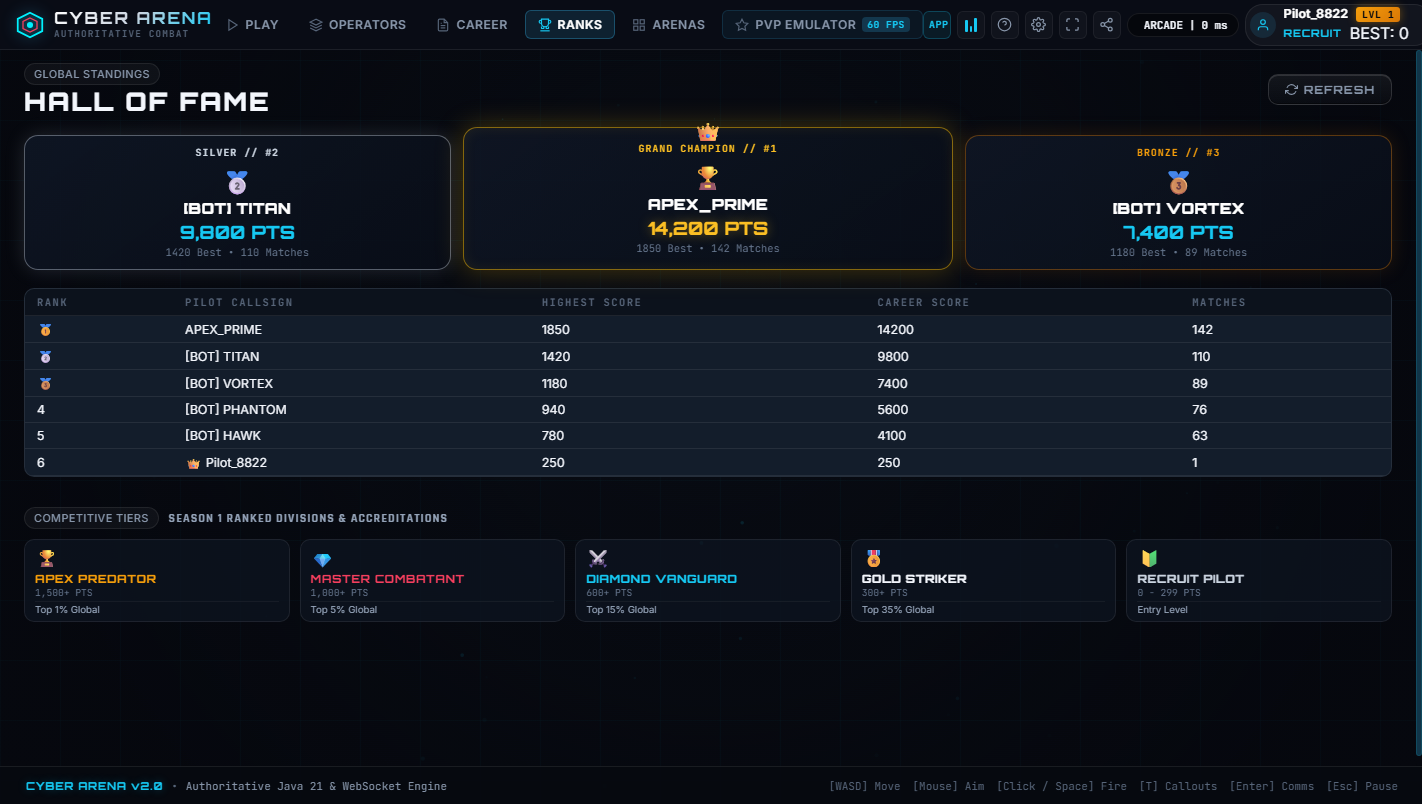 CYBER ARENA
AUTHORITATIVE COMBAT
PLAY
OPERATORS
CAREER
RANKS
ARENAS
PVP EMULATOR 60 FPS
APP
ARCADE | 0 ms
Pilot_8822 LVL 1
RECRUIT BEST: 0
GLOBAL STANDINGS
HALL OF FAME
REFRESH
SILVER // #2
2
[BOT] TITAN
9,800 PTS
1420 Best • 110 Matches
GRAND CHAMPION // #1
APEX_PRIME
14,200 PTS
1850 Best • 142 Matches
BRONZE // #3
3
[BOT] VORTEX
7,400 PTS
1180 Best • 89 Matches
RANK PILOT CALLSIGN HIGHEST SCORE CAREER SCORE MATCHES
APEX_PRIME 1850 14200 142
[BOT] TITAN 1420 9800 110
[BOT] VORTEX 1180 7400 89
4 [BOT] PHANTOM 940 5600 76
5 [BOT] HAWK 780 4100 63
6 Pilot_8822 250 250 1
COMPETITIVE TIERS SEASON 1 RANKED DIVISIONS & ACCREDITATIONS
APEX PREDATOR
1,500+ PTS
Top 1% Global
MASTER COMBATANT
1,000+ PTS
Top 5% Global
DIAMOND VANGUARD
600+ PTS
Top 15% Global
GOLD STRIKER
300+ PTS
Top 35% Global
RECRUIT PILOT
0 - 299 PTS
Entry Level
CYBER ARENA v2.0 • Authoritative Java 21 & WebSocket Engine
[WASD] Move [Mouse] Aim [Click / Space] Fire [T] Callouts [Enter] Comms [Esc] Pause